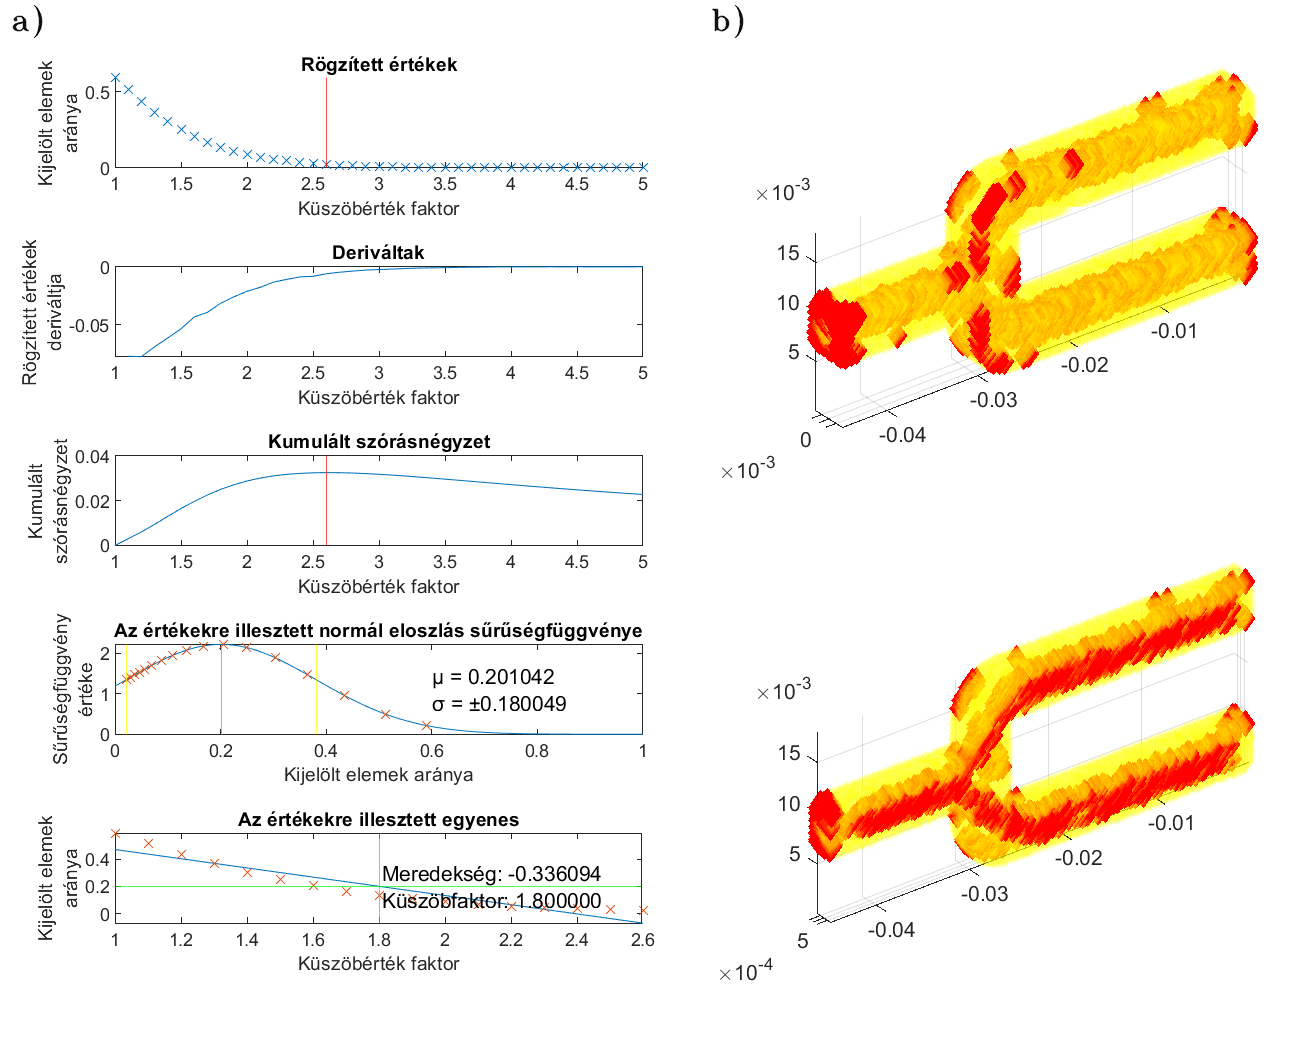 a)
Rögzített értékek
Kijelölt elemek
aránya
0.5
0
1 1.5 2 2.5 3 3.5 4 4.5 5
Küszöbérték faktor
Deriváltak
Rögzített értékek
deriváltja
0
-0.05
1 1.5 2 2.5 3 3.5 4 4.5 5
Küszöbérték faktor
Kumulált szórásnégyzet
Kumulált
szórásnégyzet
0.04
0.02
0
1 1.5 2 2.5 3 3.5 4 4.5 5
Küszöbérték faktor
Az értékekre illesztett normál eloszlás sűrűségfüggvénye
Sűrűségfüggvény
értéke
2
1
0
μ = 0.201042
σ = ±0.180049
0 0.2 0.4 0.6 0.8 1
Kijelölt elemek aránya
Az értékekre illesztett egyenes
Kijelölt elemek
aránya
0.4
0.2
0
Meredekség: -0.336094
Küszöbfaktor: 1.800000
1 1.2 1.4 1.6 1.8 2 2.2 2.4 2.6
Küszöbérték faktor
b)
×10-3
15
10
5
0
-0.04
-0.03
-0.02
-0.01
×10-3
×10-3
15
10
5
5
-0.04
-0.03
-0.02
-0.01
×10-4